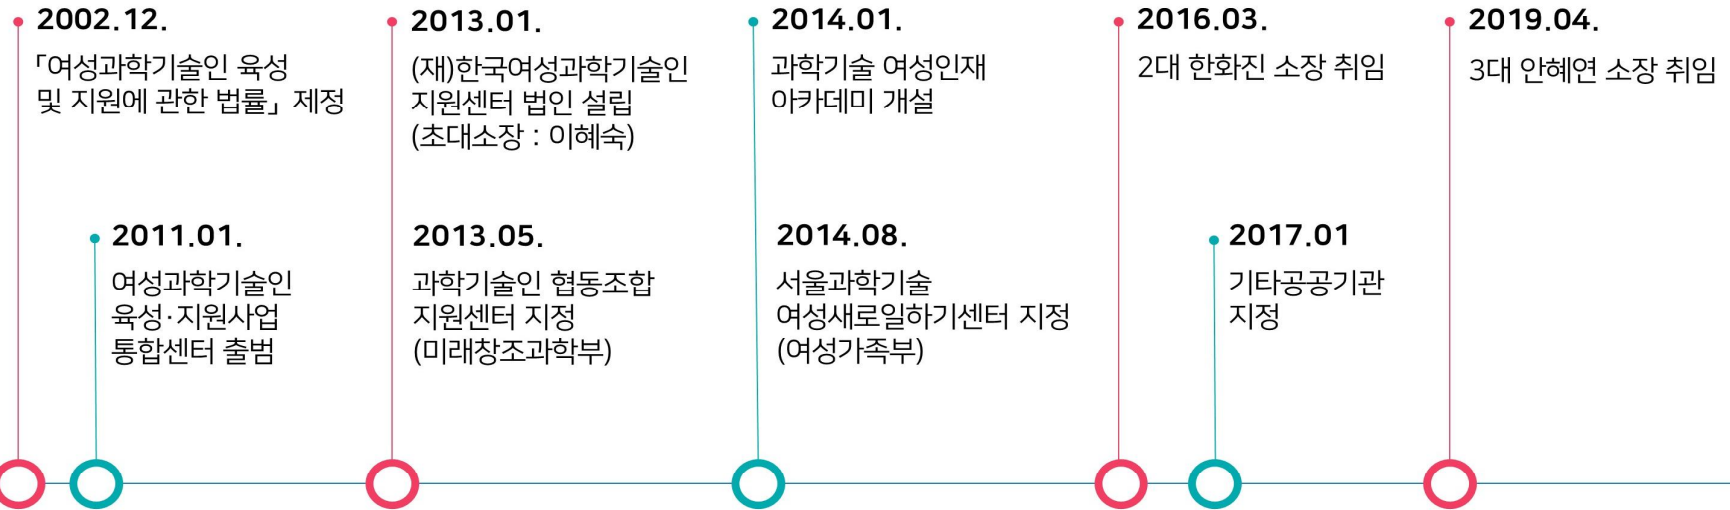 2002.12.
「여성과학기술인 육성
및 지원에 관한 법률」 제정
2011.01.
여성과학기술인
육성·지원사업
통합센터 출범
2013.01.
(재)한국여성과학기술인
지원센터 법인 설립
(초대소장 : 이혜숙)
2013.05.
과학기술인 협동조합
지원센터 지정
(미래창조과학부)
2014.01.
과학기술 여성인재
아카데미 개설
2014.08.
서울과학기술
여성새로일하기센터 지정
(여성가족부)
2016.03.
2대 한화진 소장 취임
2017.01
기타공공기관
지정
2019.04.
3대 안혜연 소장 취임